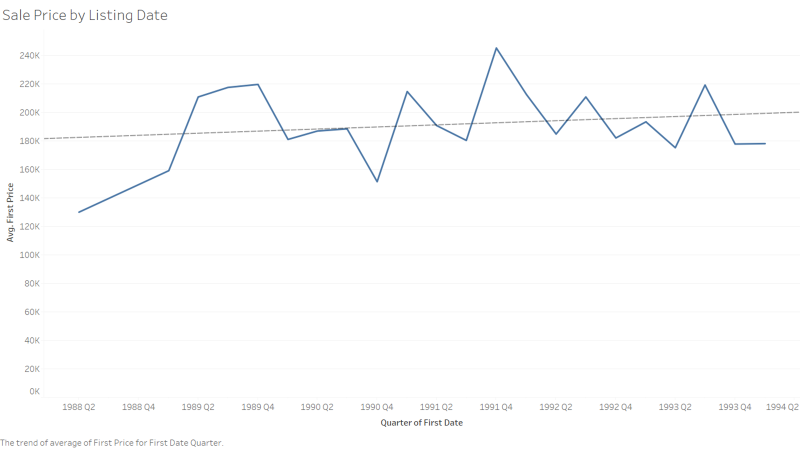 Sale Price by Listing Date
240K
220K
200K
180K
160K
140K
120K
100K
80K
60K
40K
20K
0K
Avg. First Price
1988 Q2 1988 Q4 1989 Q2 1989 Q4 1990 Q2 1990 Q4 1991 Q2 1991 Q4 1992 Q2 1992 Q4 1993 Q2 1993 Q4 1994 Q2
Quarter of First Date
The trend of average of First Price for First Date Quarter.